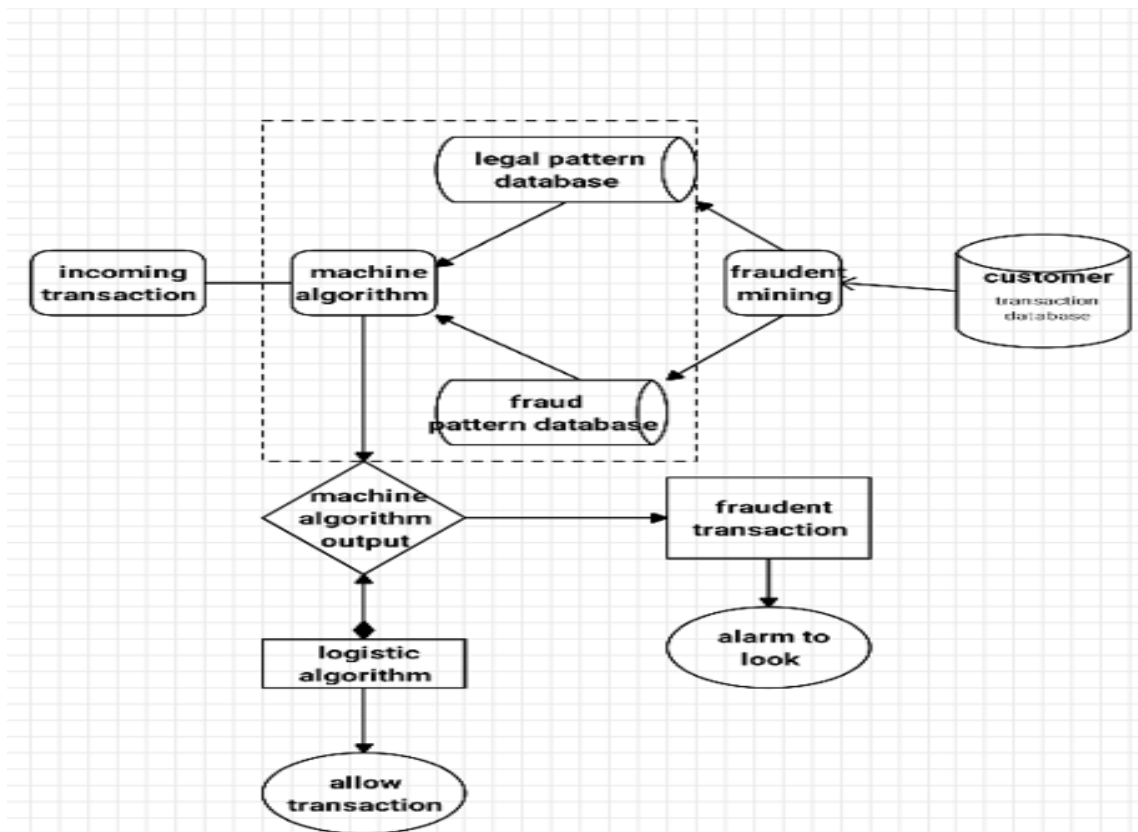 legal pattern
database
incoming
transaction
machine
algorithm
fraudent
mining
customer
transaction
database
fraud
pattern database
machine
algorithm
output
fraudent
transaction
logistic
algorithm
alarm to
look
allow
transaction